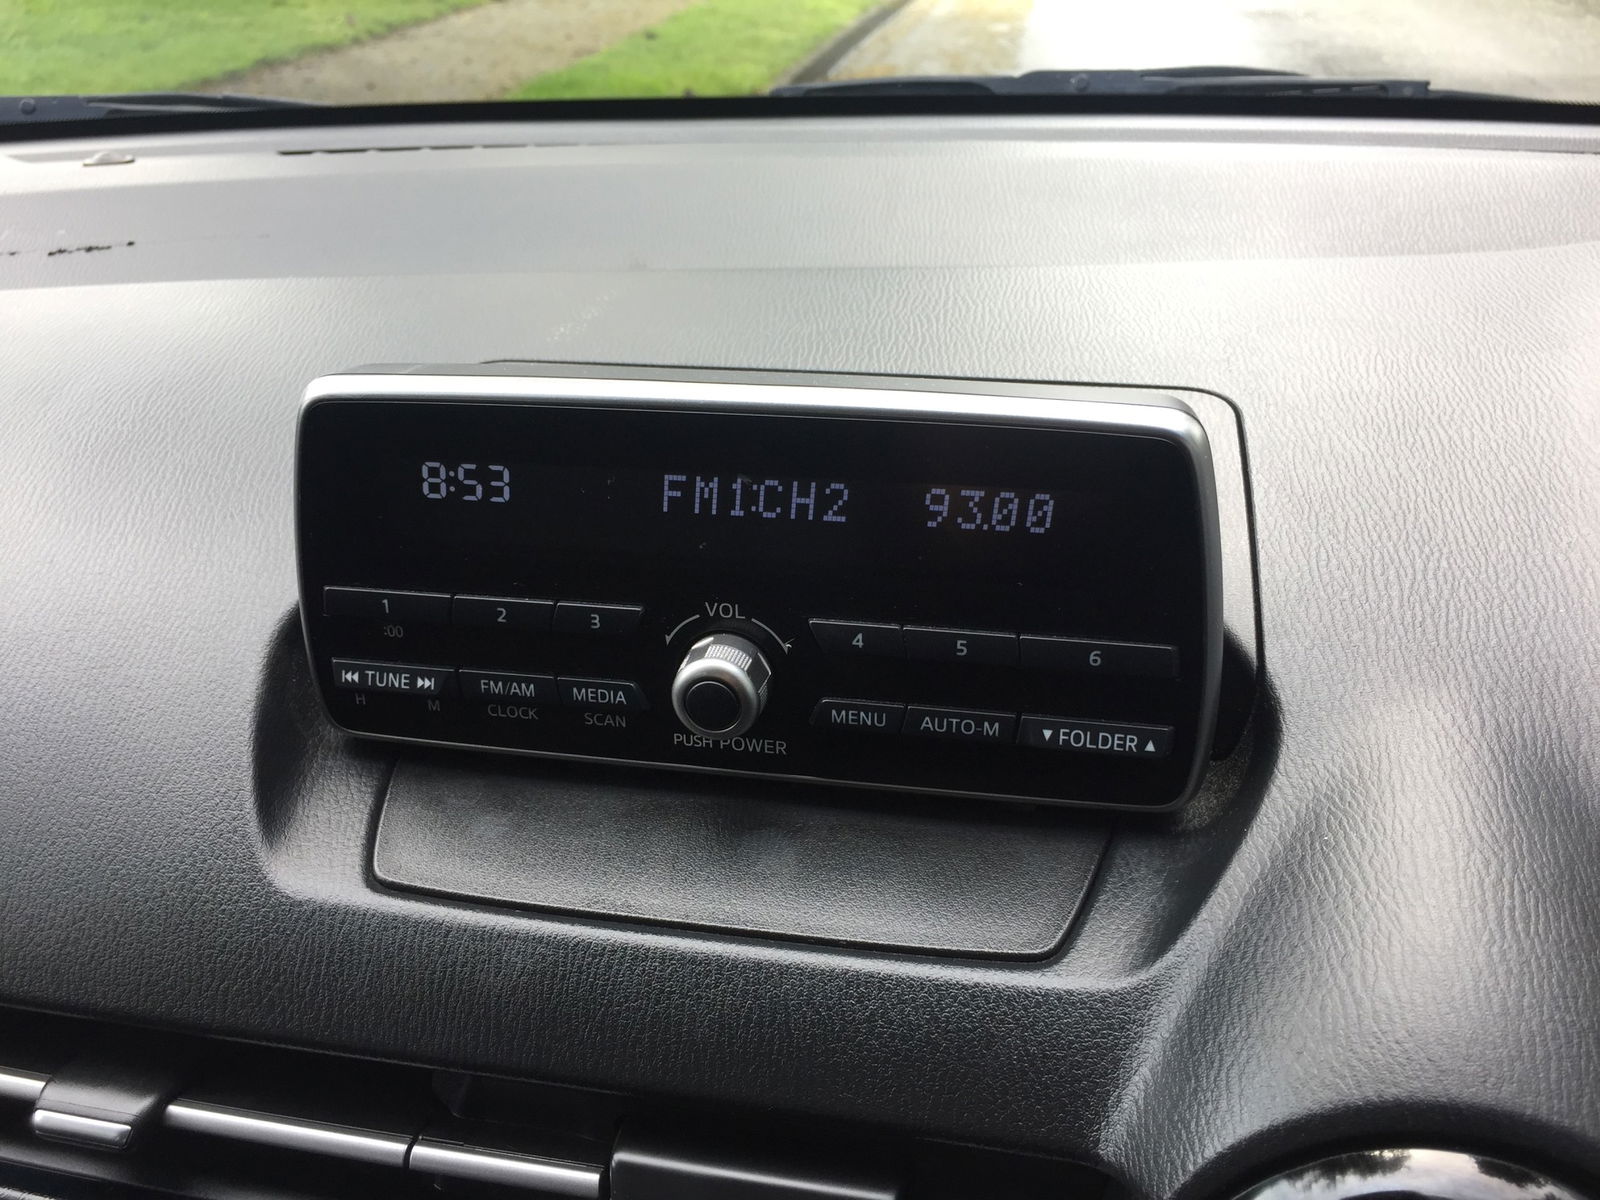 8:53 FM1:CH2 93.00
1 2 3 VOL 4 5 6
:00
TUNE FM/AM MEDIA MENU AUTO-M ▼FOLDER▲
H M CLOCK SCAN
PUSH POWER